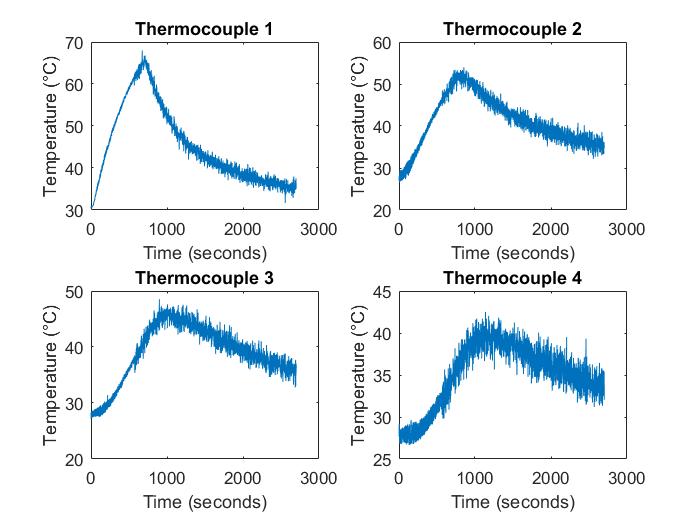 Thermocouple 1
70
60
50
40
30
Temperature (°C)
0 1000 2000 3000
Time (seconds)
Thermocouple 2
60
50
40
30
20
Temperature (°C)
0 1000 2000 3000
Time (seconds)
Thermocouple 3
50
40
30
20
Temperature (°C)
0 1000 2000 3000
Time (seconds)
Thermocouple 4
45
40
35
30
25
Temperature (°C)
0 1000 2000 3000
Time (seconds)